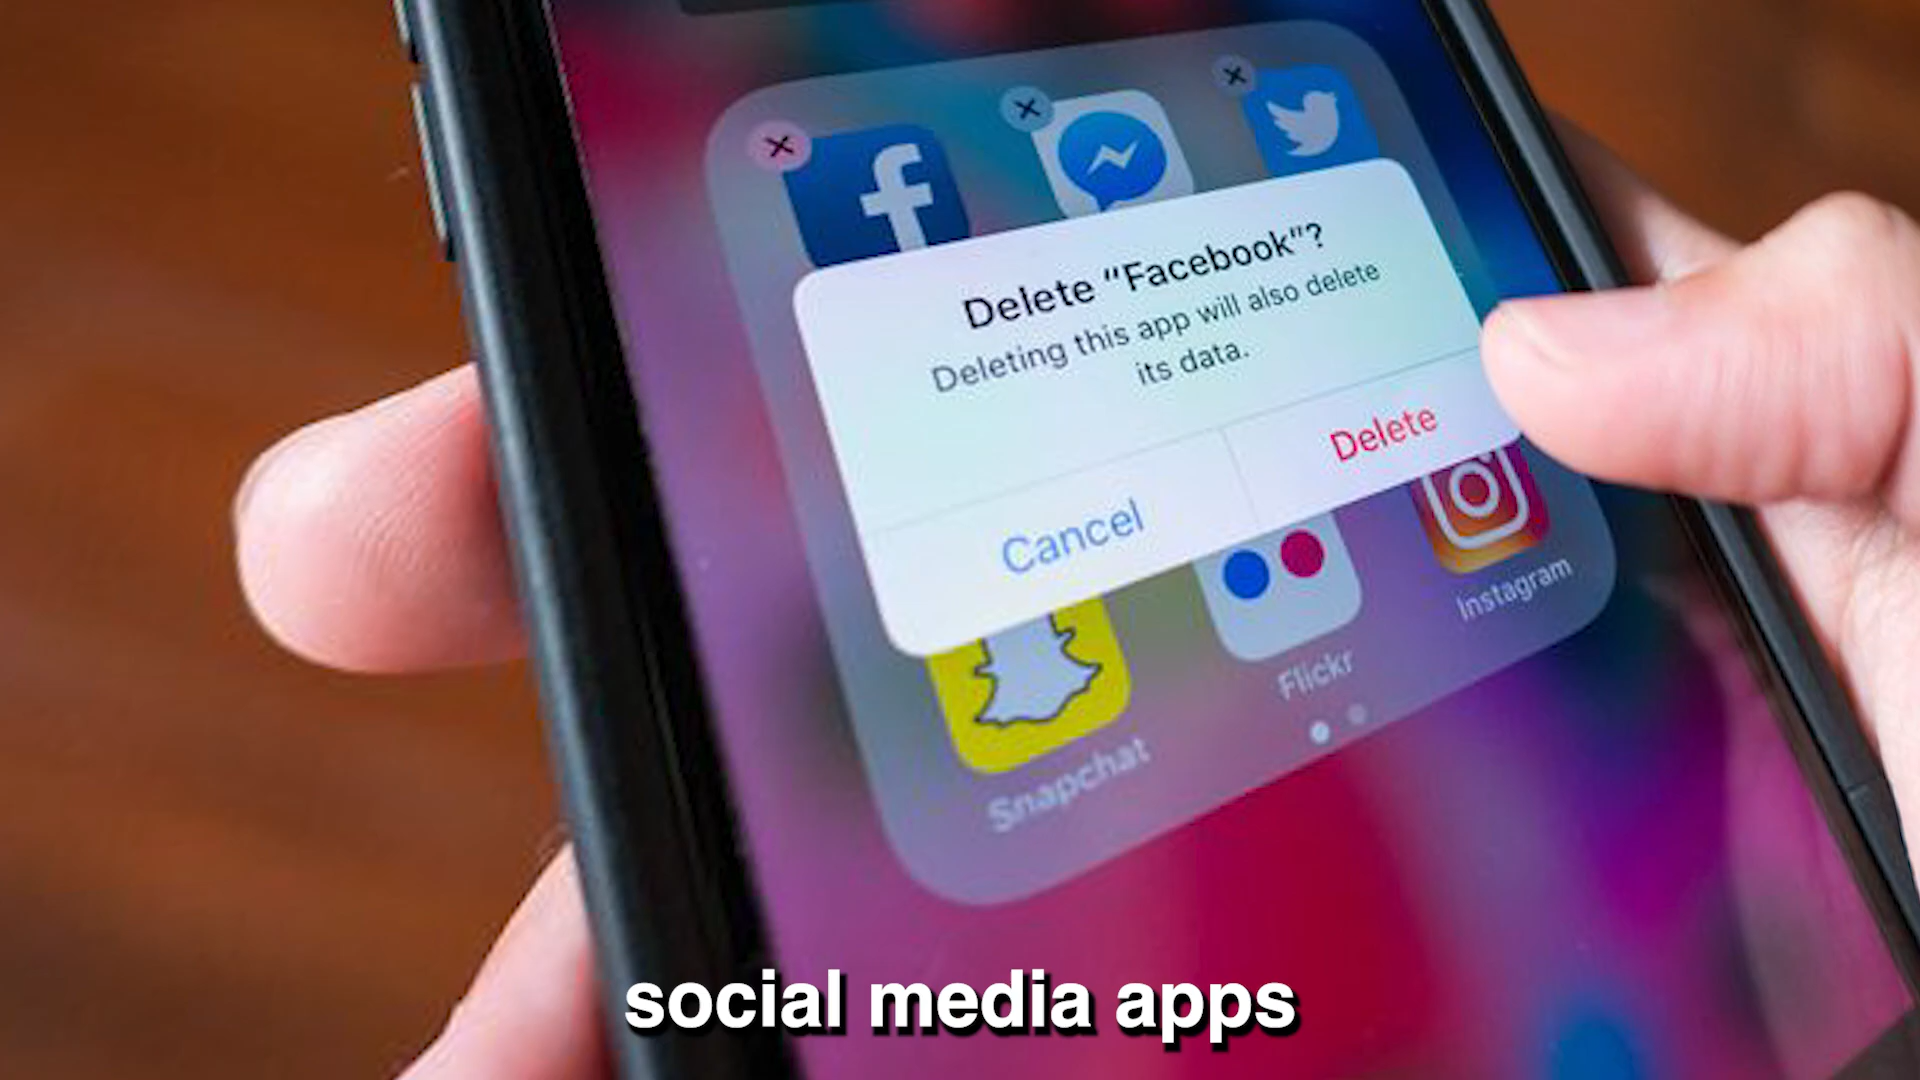 Delete “Facebook”?
Deleting this app will also delete
its data.
Cancel
Delete
Snapchat
Flickr
Instagram
social media apps